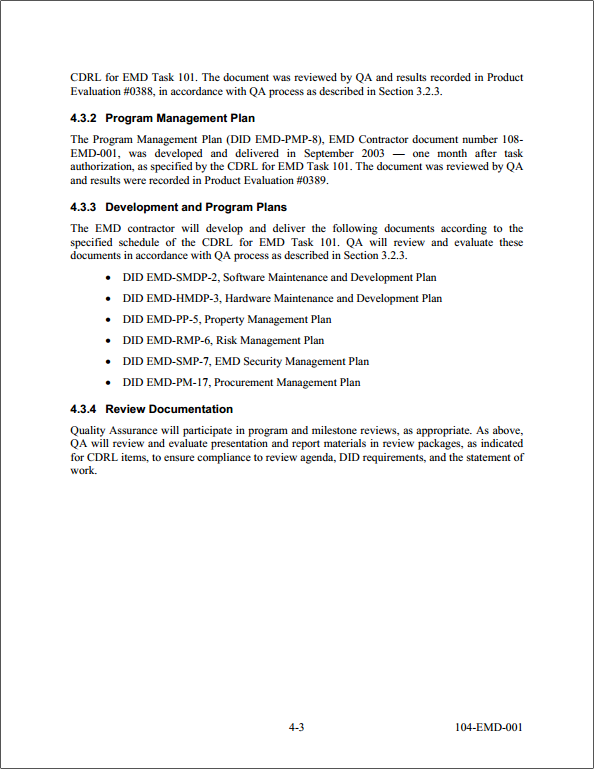 CDRL for EMD Task 101. The document was reviewed by QA and results recorded in Product
Evaluation #0388, in accordance with QA process as described in Section 3.2.3.
4.3.2 Program Management Plan
The Program Management Plan (DID EMD-PMP-8), EMD Contractor document number 108-
EMD-001, was developed and delivered in September 2003 — one month after task
authorization, as specified by the CDRL for EMD Task 101. The document was reviewed by QA
and results were recorded in Product Evaluation #0389.
4.3.3 Development and Program Plans
The EMD contractor will develop and deliver the following documents according to the
specified schedule of the CDRL for EMD Task 101. QA will review and evaluate these
documents in accordance with QA process as described in Section 3.2.3.
• DID EMD-SMDP-2, Software Maintenance and Development Plan
• DID EMD-HMDP-3, Hardware Maintenance and Development Plan
• DID EMD-PP-5, Property Management Plan
• DID EMD-RMP-6, Risk Management Plan
• DID EMD-SMP-7, EMD Security Management Plan
• DID EMD-PM-17, Procurement Management Plan
4.3.4 Review Documentation
Quality Assurance will participate in program and milestone reviews, as appropriate. As above,
QA will review and evaluate presentation and report materials in review packages, as indicated
for CDRL items, to ensure compliance to review agenda, DID requirements, and the statement of
work.
4-3 104-EMD-001